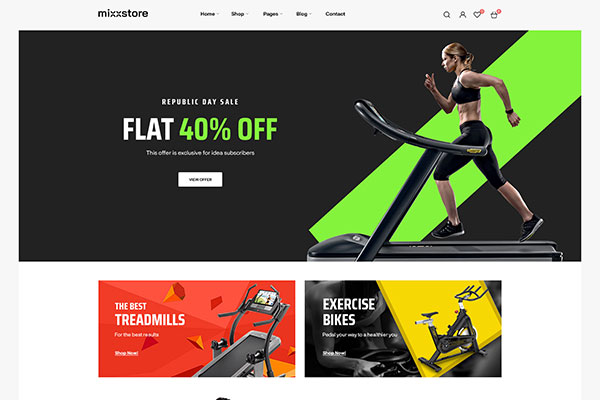 mixxstore
Home
Shop
Pages
Blog
Contact
REPUBLIC DAY SALE
FLAT 40% OFF
This offer is exclusive for idea subscribers
VIEW OFFER
THE BEST
TREADMILLS
For the best results
Shop Now!
EXERCISE
BIKES
Pedal your way to a healthier you
Shop Now!